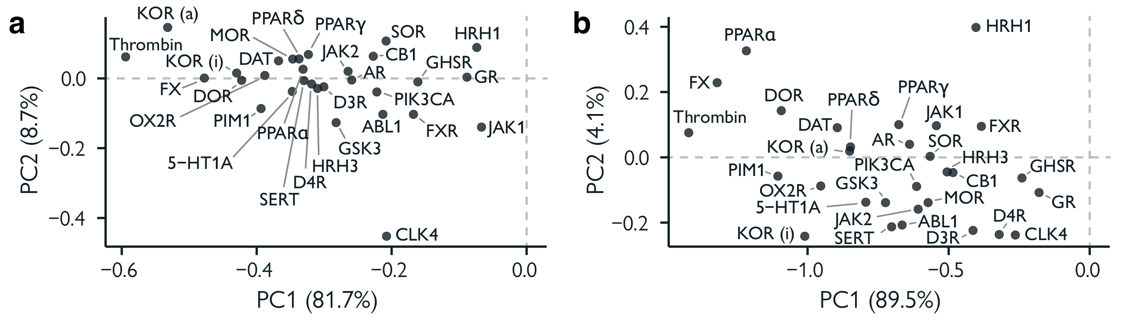 a
KOR (a)
PPARδ
PPARγ
MOR
SOR
HRH1
Thrombin
KOR (i)
DAT
JAK2
CB1
GHSR
AR
GR
FX
DOR
OX2R
PIM1
D3R
PIK3CA
PPARα
ABL1
FXR
JAK1
GSK3
5−HT1A
HRH3
D4R
SERT
CLK4
0.0
−0.2
−0.4
PC2 (8.7%)
−0.6
−0.4
−0.2
0.0
PC1 (81.7%)
b
HRH1
PPARα
FX
DOR
PPARδ
PPARγ
JAK1
Thrombin
DAT
AR
SOR
FXR
KOR (a)
HRH3
PIM1
PIK3CA
GHSR
OX2R
GSK3
CB1
GR
5−HT1A
MOR
JAK2
ABL1
D4R
KOR (i)
SERT
D3R
CLK4
0.4
0.2
0.0
−0.2
PC2 (4.1%)
−1.0
−0.5
0.0
PC1 (89.5%)